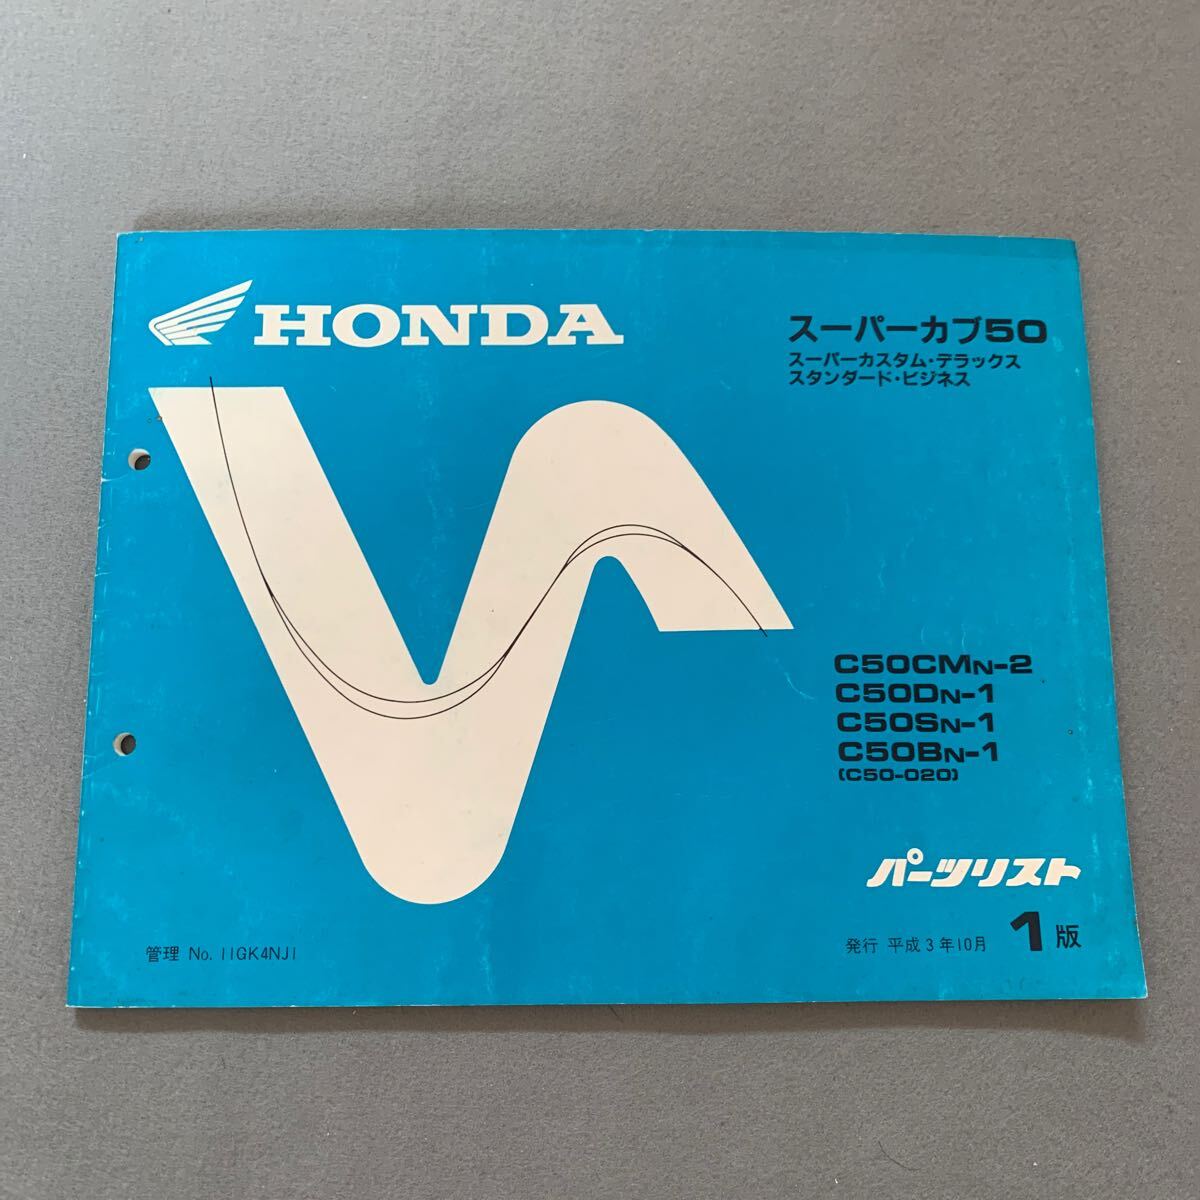 HONDA
スーパーカブ50
スーパーカスタム・デラックス
スタンダード・ビジネス
C50CMN-2
C50DN-1
C50SN-1
C50BN-1
(C50-020)
パーツリスト
管理 No. 11GK4NJ1
発行 平成3年10月 1版